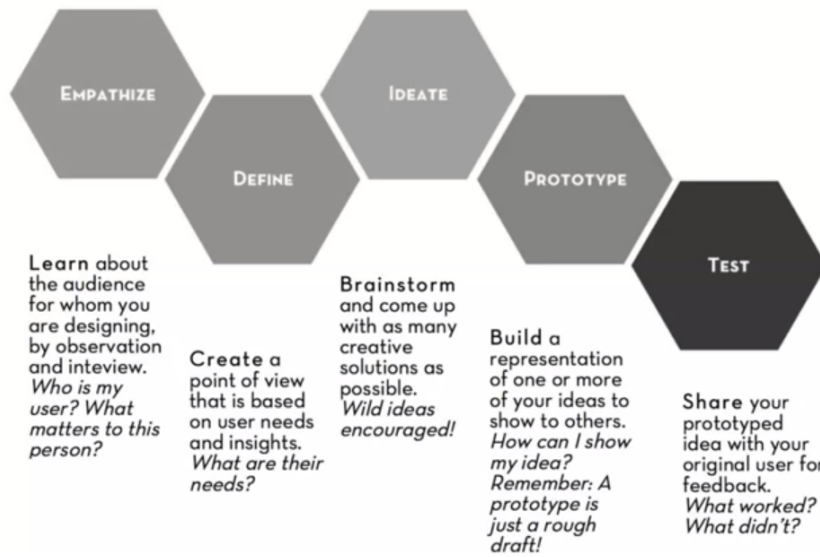 EMPATHIZE
DEFINE
IDEATE
PROTOTYPE
TEST
Learn about
the audience
for whom you
are designing,
by observation
and inteview.
Who is my
user? What
matters to this
person?
Create a
point of view
that is based
on user needs
and insights.
What are their
needs?
Brainstorm
and come up
with as many
creative
solutions as
possible.
Wild ideas
encouraged!
Build a
representation
of one or more
of your ideas to
show to others.
How can I show
my idea?
Remember: A
prototype is
just a rough
draft!
Share your
prototyped
idea with your
original user for
feedback.
What worked?
What didn't?